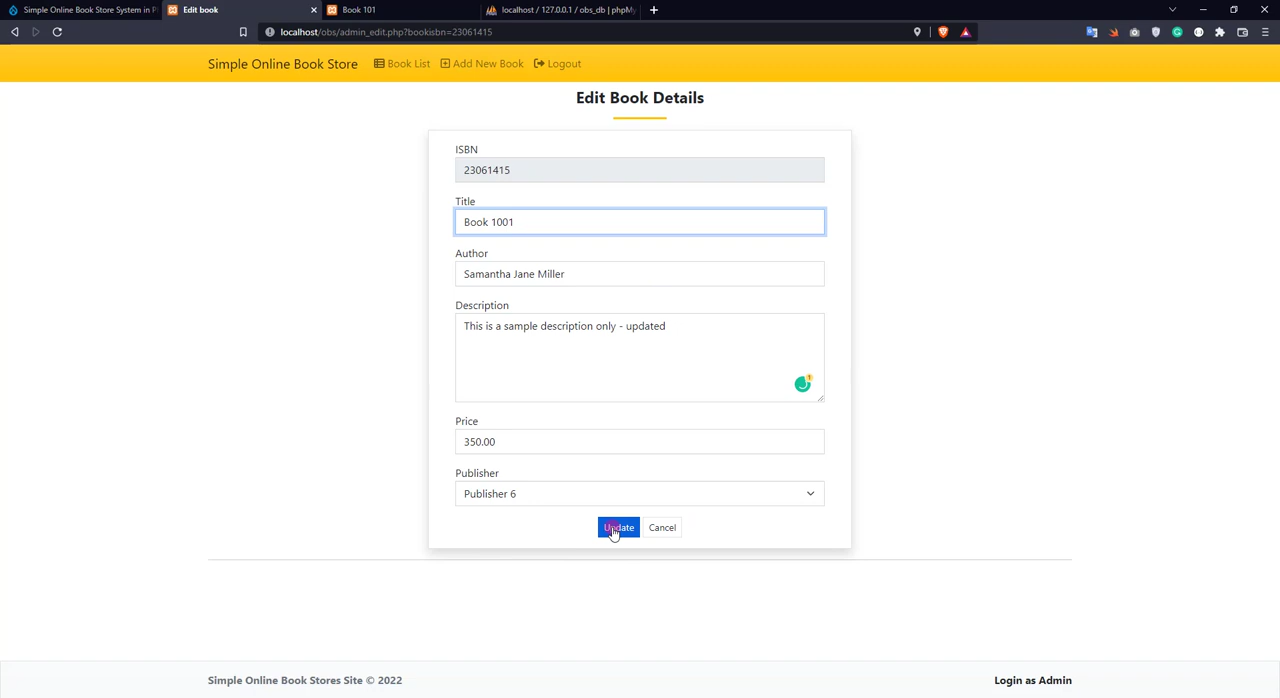 Simple Online Book Store System in P
Edit book
Book 101
localhost / 127.0.0.1 / obs_db | phpMy
localhost/obs/admin_edit.php?bookisbn=23061415
Simple Online Book Store
Book List
Add New Book
Logout
Edit Book Details
ISBN
23061415
Title
Book 1001
Author
Samantha Jane Miller
Description
This is a sample description only - updated
1
Price
350.00
Publisher
Publisher 6
Update
Cancel
Simple Online Book Stores Site © 2022
Login as Admin